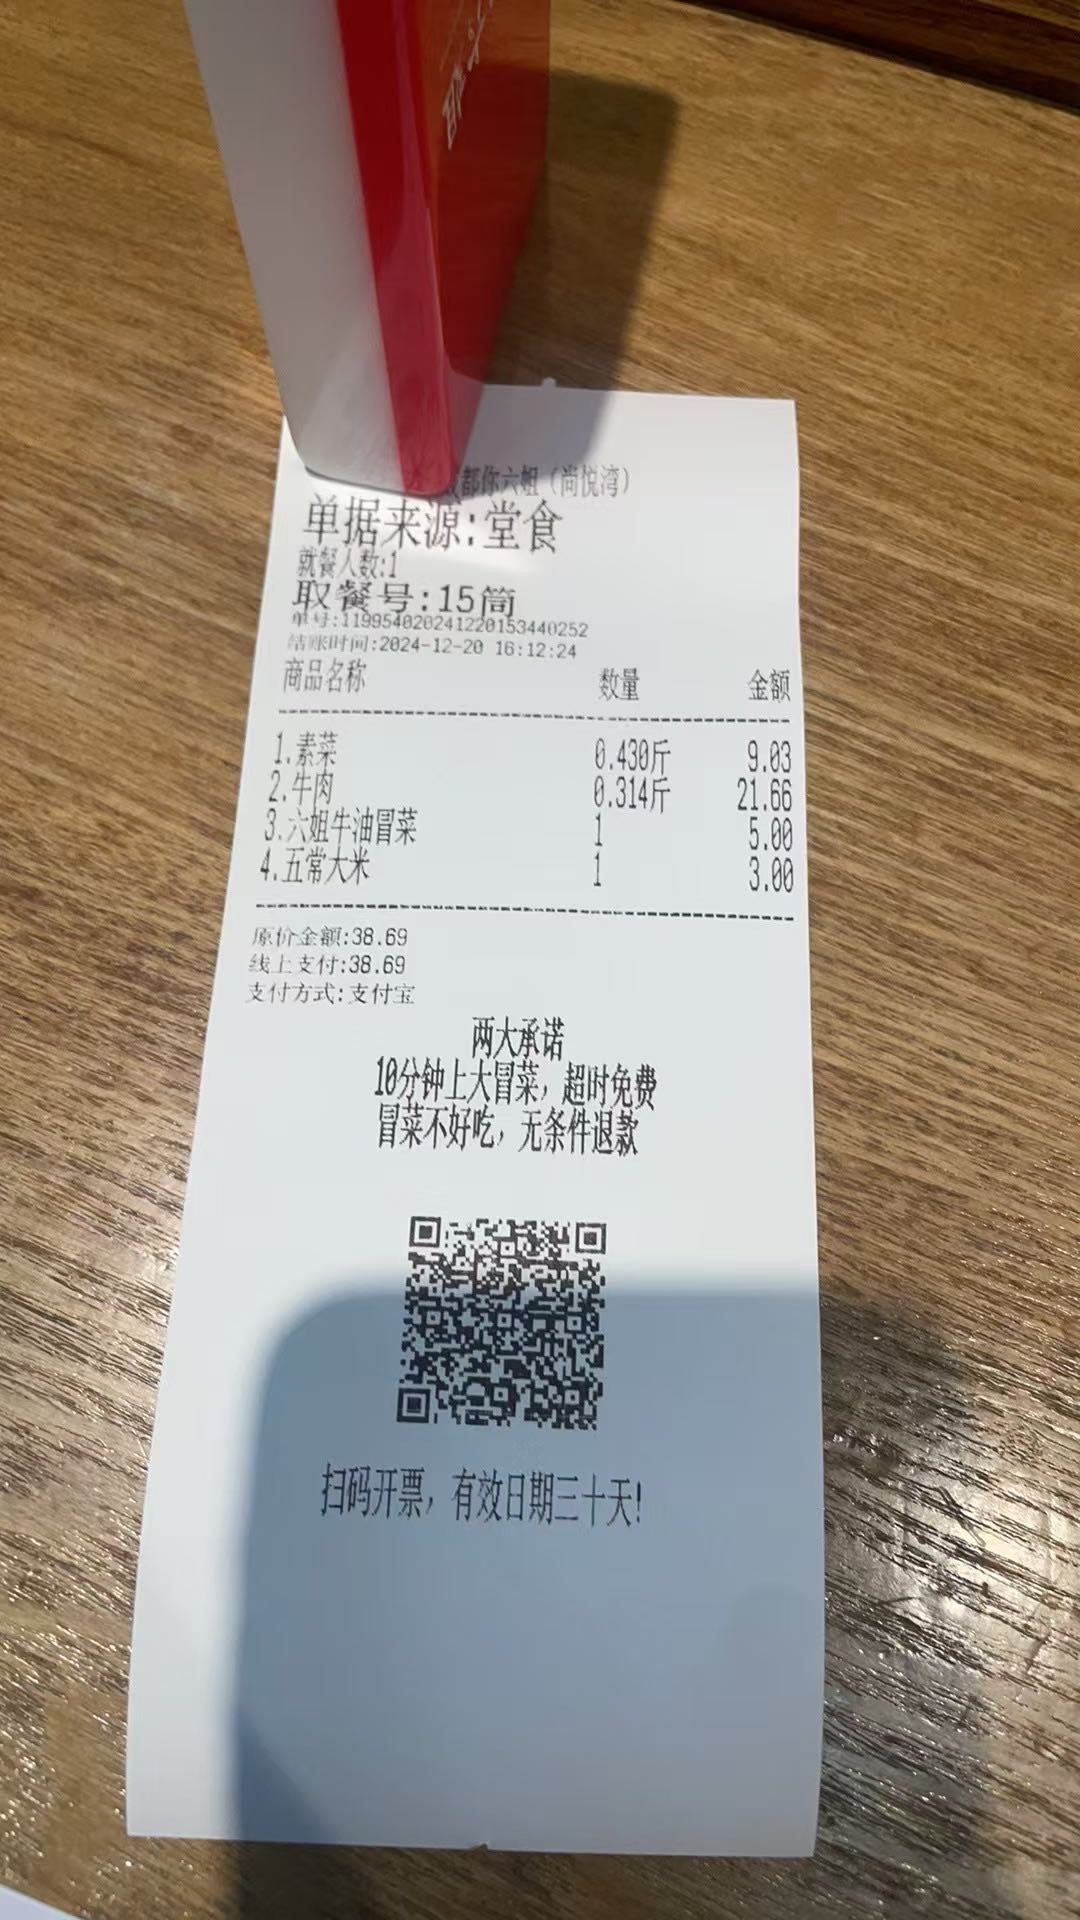 都你六姐（尚悦湾）
单据来源:堂食
就餐人数:1
取餐号:15筒
单号:119954020241220153440252
结账时间:2024-12-20 16:12:24
商品名称 数量 金额
1.素菜 0.430斤 9.03
2.牛肉 0.314斤 21.66
3.六姐牛油冒菜 1 5.00
4.五常大米 1 3.00
原价金额:38.69
线上支付:38.69
支付方式:支付宝
两大承诺
10分钟上大冒菜，超时免费
冒菜不好吃，无条件退款
扫码开票，有效日期三十天!